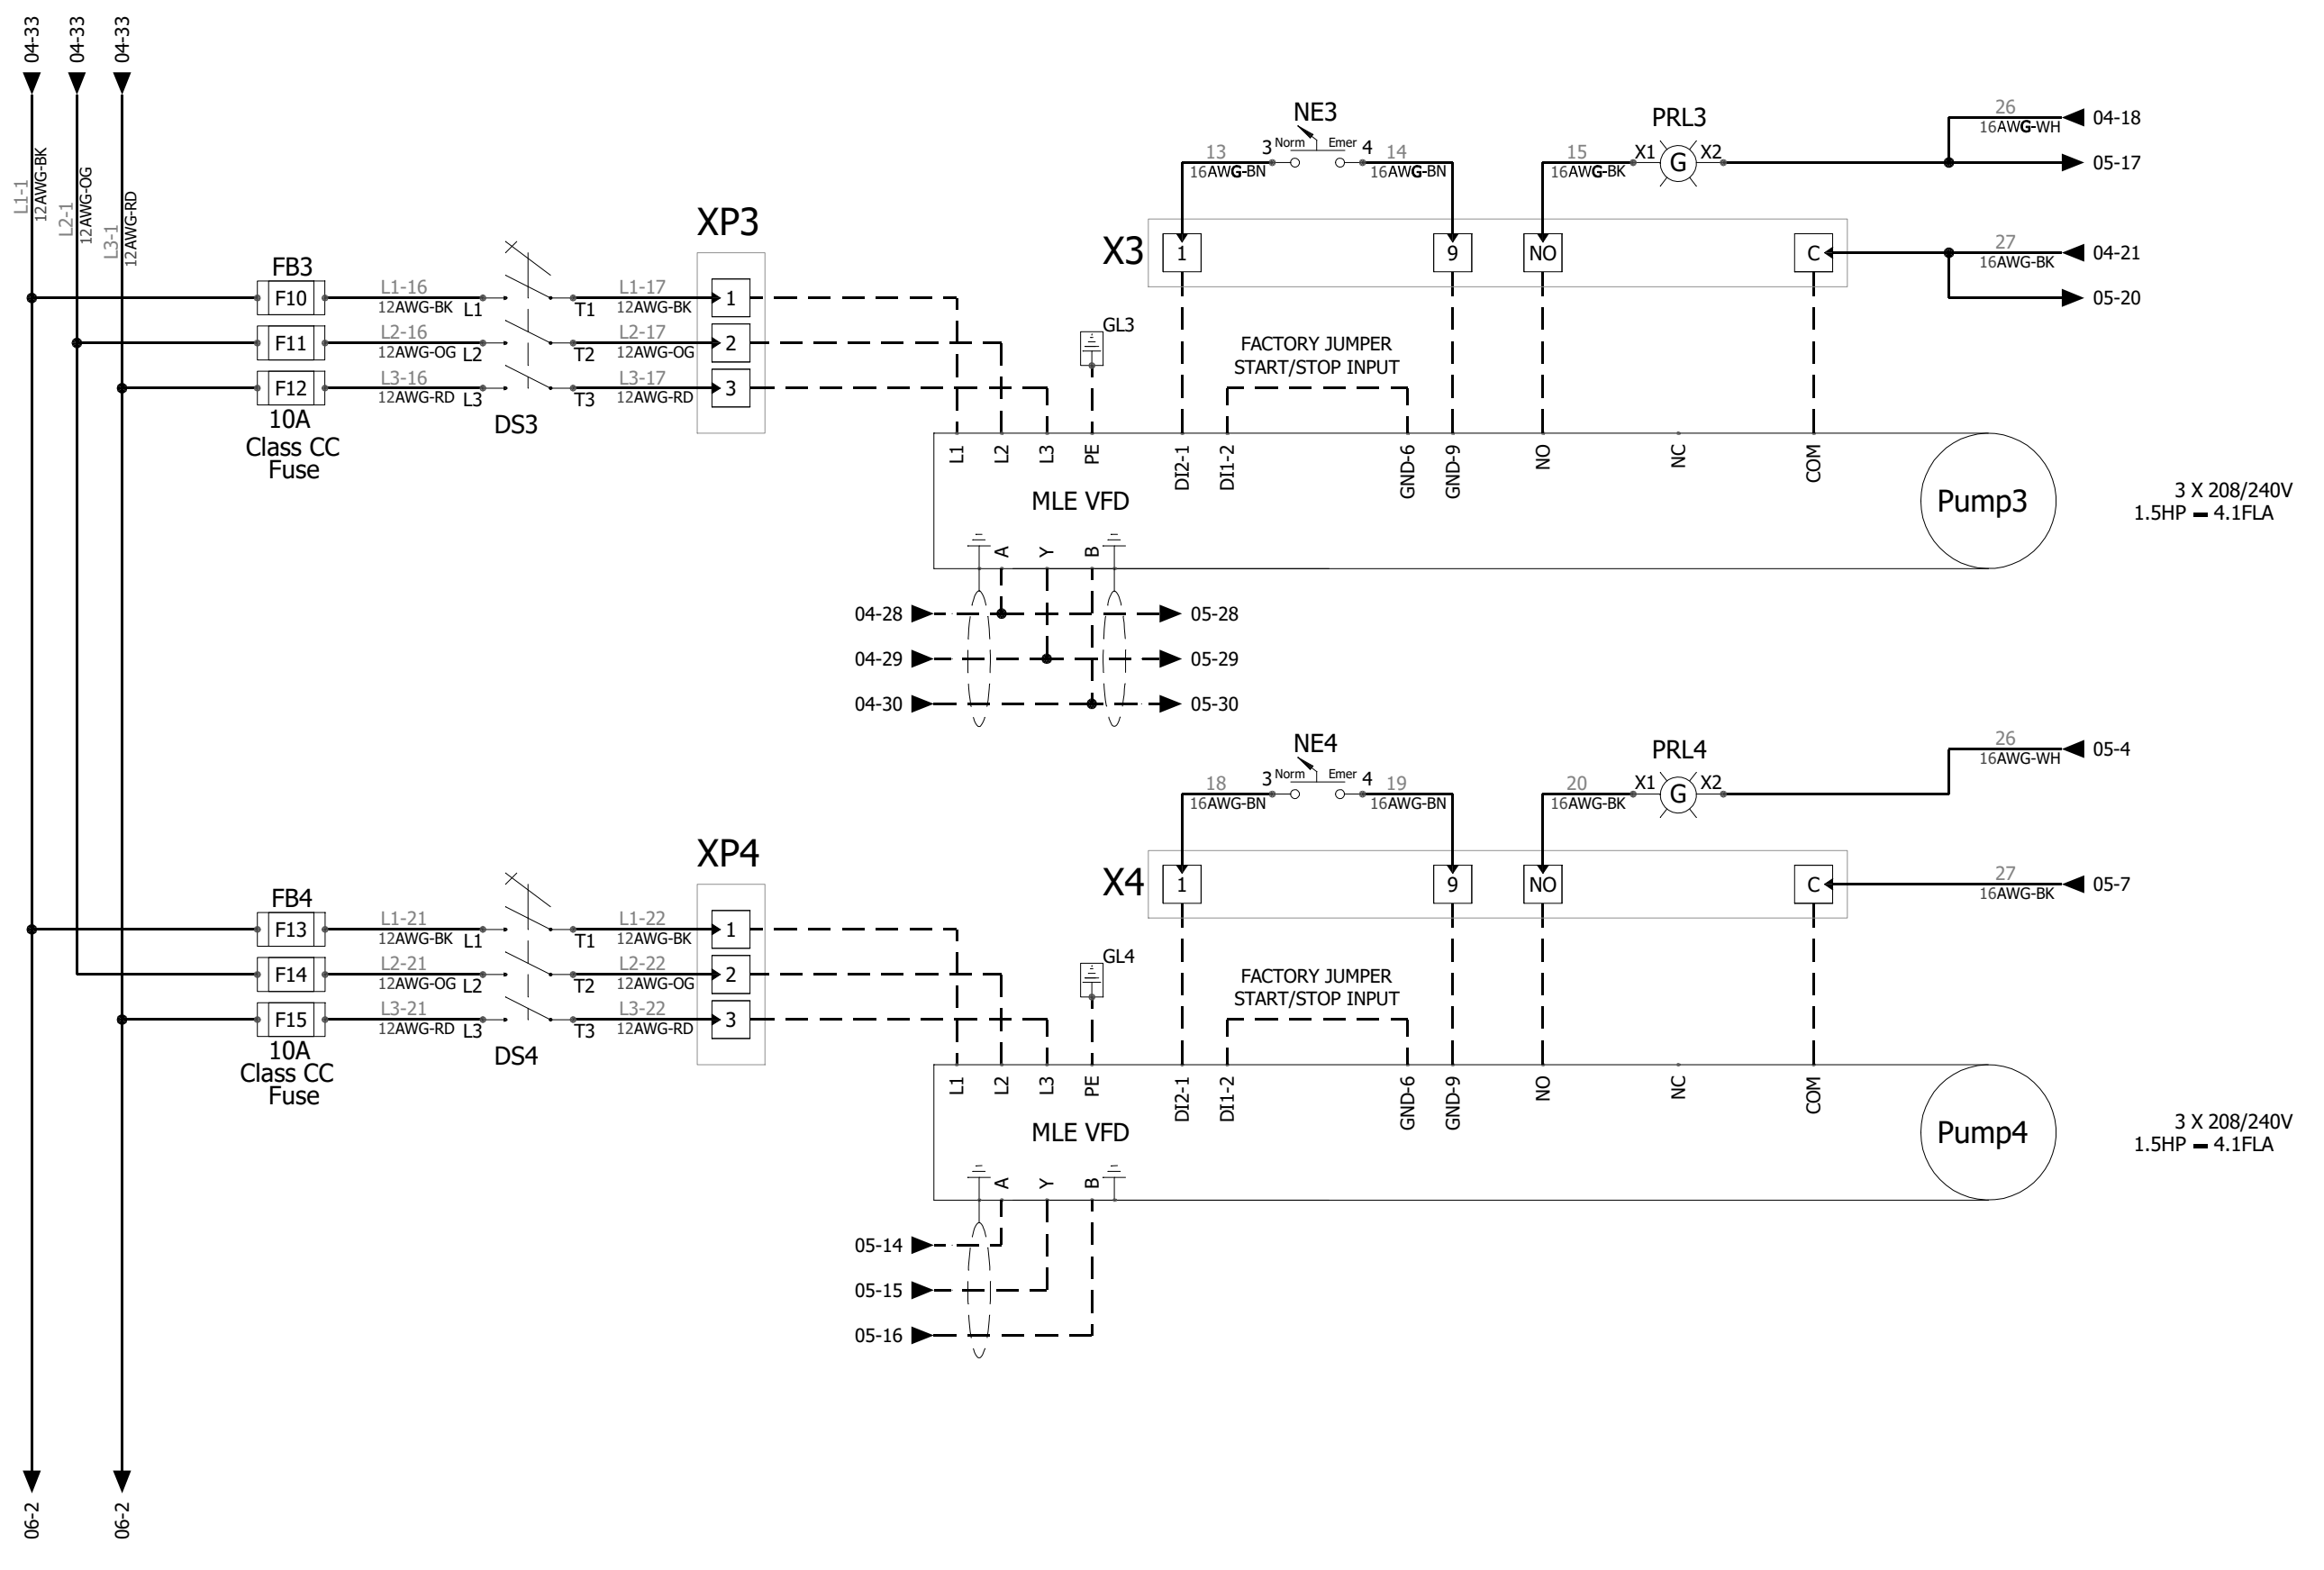 04-33
04-33
04-33
L1-1
12AWG-BK
L2-1
12AWG-OG
L3-1
12AWG-RD
FB3
F10
F11
F12
10A
Class CC
Fuse
L1-16
12AWG-BK
L1
L2-16
12AWG-OG
L2
L3-16
12AWG-RD
L3
DS3
T1
T2
T3
L1-17
12AWG-BK
L2-17
12AWG-OG
L3-17
12AWG-RD
XP3
1
2
3
NE3
3
Norm
Emer
4
13
16AWG-BN
14
16AWG-BN
PRL3
15
16AWG-BK
X1
G
X2
26
16AWG-WH
04-18
05-17
X3
1
9
NO
C
27
16AWG-BK
04-21
05-20
GL3
FACTORY JUMPER
START/STOP INPUT
L1
L2
L3
PE
DI2-1
DI1-2
GND-6
GND-9
NO
NC
COM
MLE VFD
Pump3
3 X 208/240V
1.5HP - 4.1FLA
A
Y
B
04-28
05-28
04-29
05-29
04-30
05-30
FB4
F13
F14
F15
10A
Class CC
Fuse
L1-21
12AWG-BK
L1
L2-21
12AWG-OG
L2
L3-21
12AWG-RD
L3
DS4
T1
T2
T3
L1-22
12AWG-BK
L2-22
12AWG-OG
L3-22
12AWG-RD
XP4
1
2
3
NE4
3
Norm
Emer
4
18
16AWG-BN
19
16AWG-BN
PRL4
20
16AWG-BK
X1
G
X2
26
16AWG-WH
05-4
X4
1
9
NO
C
27
16AWG-BK
05-7
GL4
FACTORY JUMPER
START/STOP INPUT
L1
L2
L3
PE
DI2-1
DI1-2
GND-6
GND-9
NO
NC
COM
MLE VFD
Pump4
3 X 208/240V
1.5HP - 4.1FLA
A
Y
B
05-14
05-15
05-16
06-2
06-2